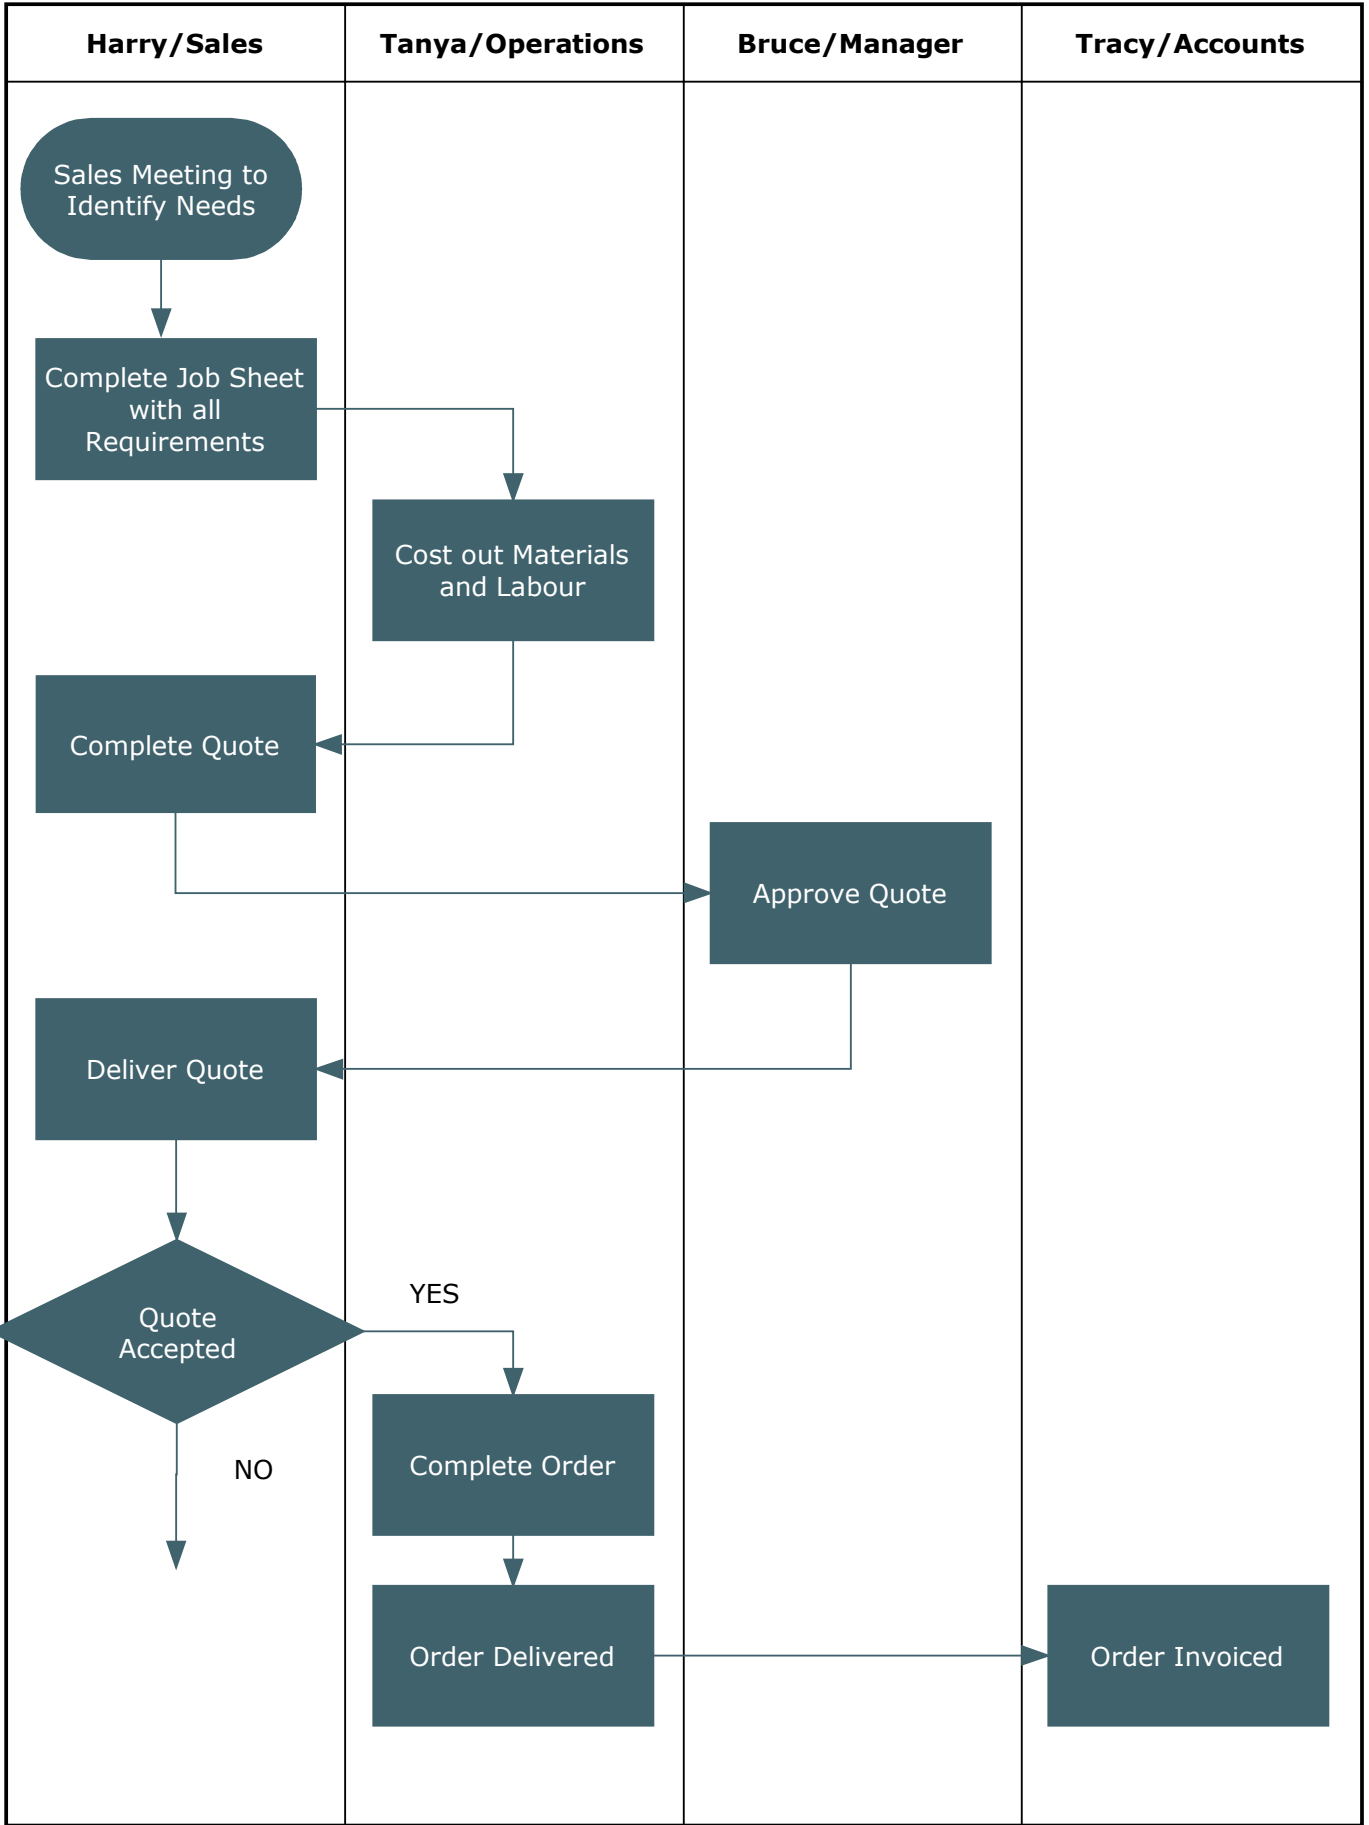 Harry/Sales
Tanya/Operations
Bruce/Manager
Tracy/Accounts
Sales Meeting to
Identify Needs
Complete Job Sheet
with all
Requirements
Cost out Materials
and Labour
Complete Quote
Approve Quote
Deliver Quote
Quote
Accepted
YES
NO
Complete Order
Order Delivered
Order Invoiced